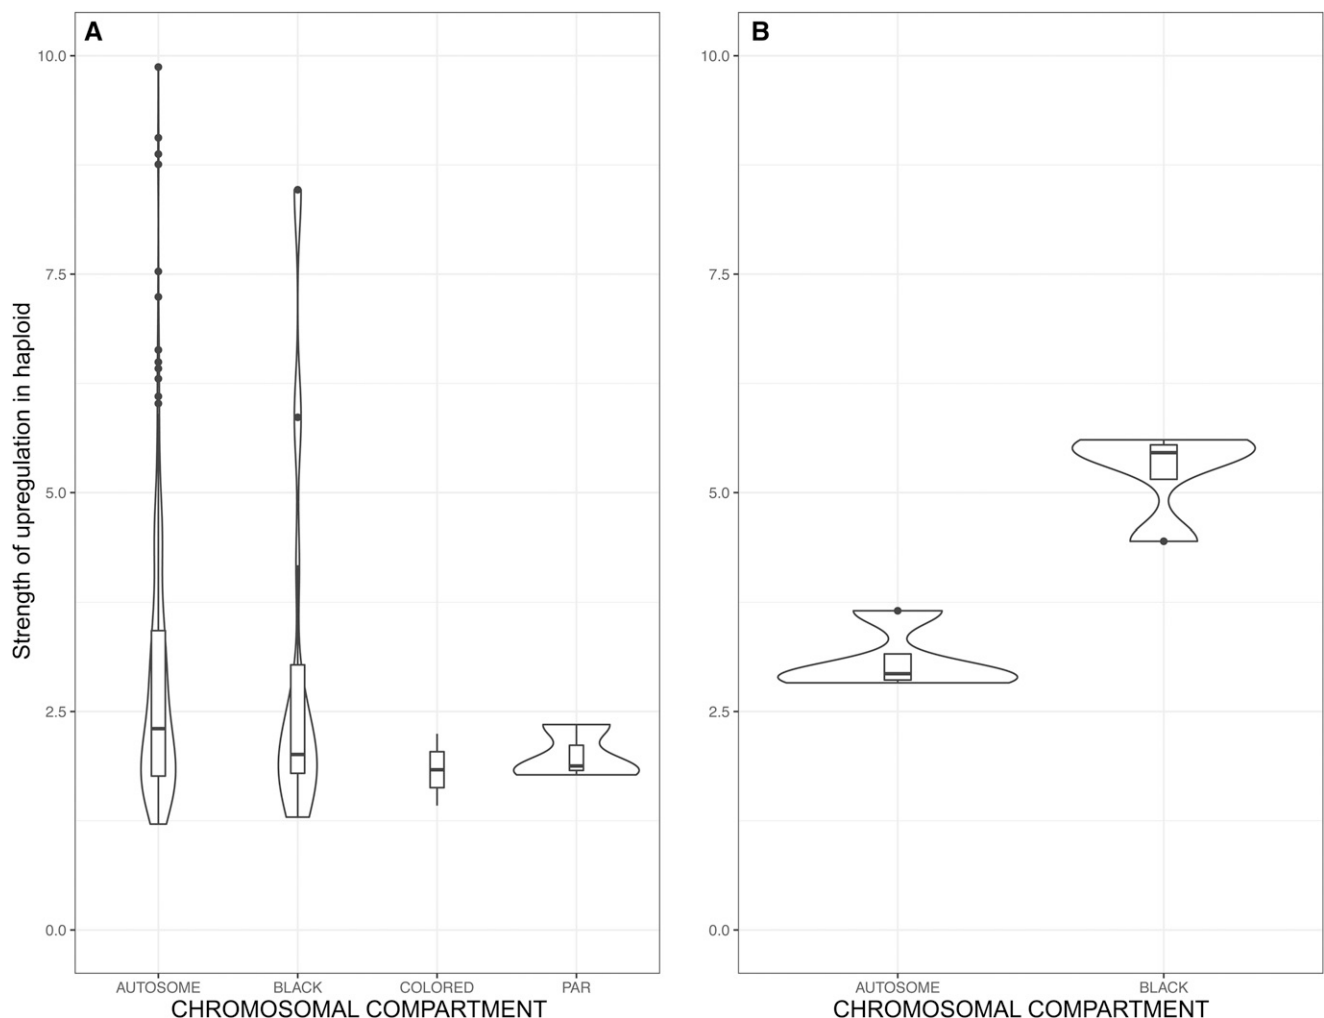 A
Strength of upregulation in haploid
10.0
7.5
5.0
2.5
0.0
AUTOSOME BLACK COLORED PAR
CHROMOSOMAL COMPARTMENT
B
10.0
7.5
5.0
2.5
0.0
AUTOSOME BLACK
CHROMOSOMAL COMPARTMENT